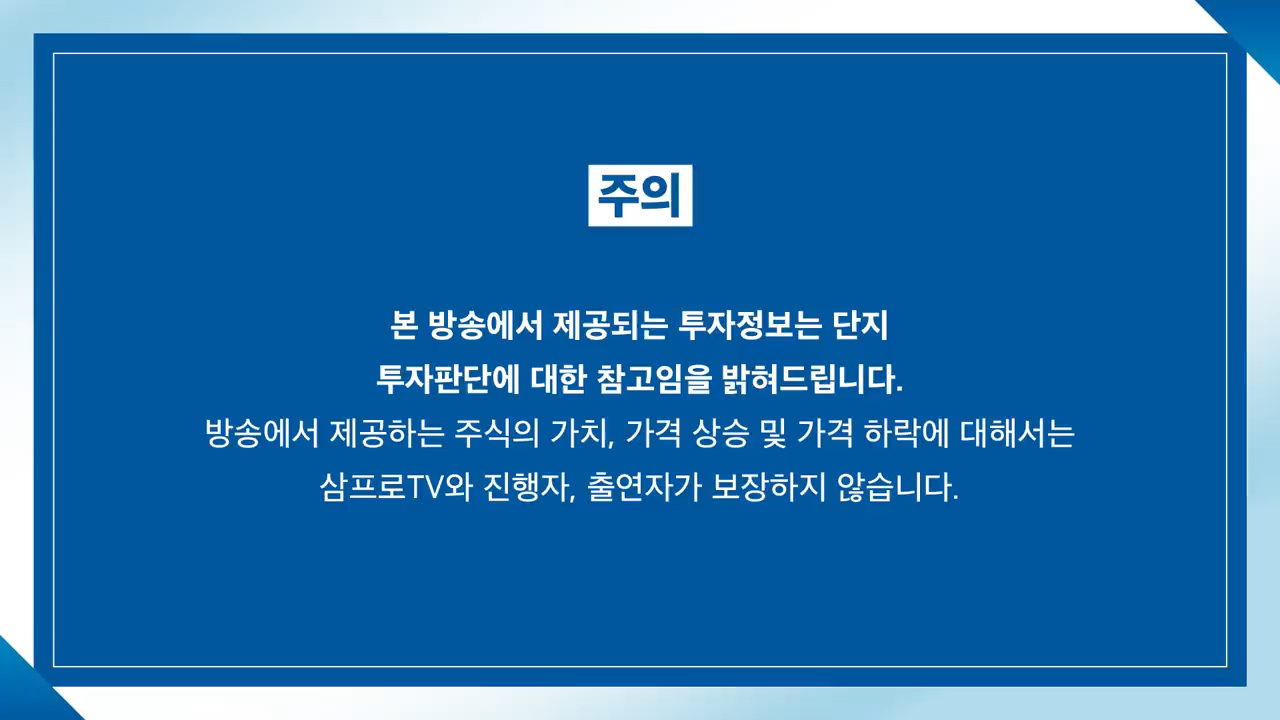 주의
본 방송에서 제공되는 투자정보는 단지
투자판단에 대한 참고임을 밝혀드립니다.
방송에서 제공하는 주식의 가치, 가격 상승 및 가격 하락에 대해서는
삼프로TV와 진행자, 출연자가 보장하지 않습니다.